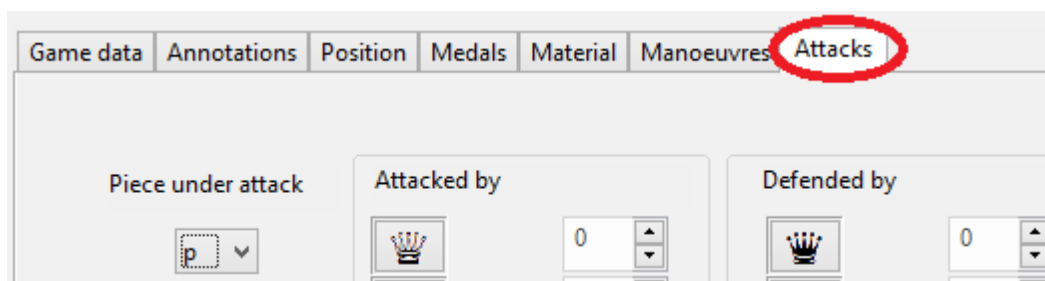 Game data Annotations Position Medals Material Manoeuvres Attacks
Piece under attack Attacked by Defended by
p 0 0